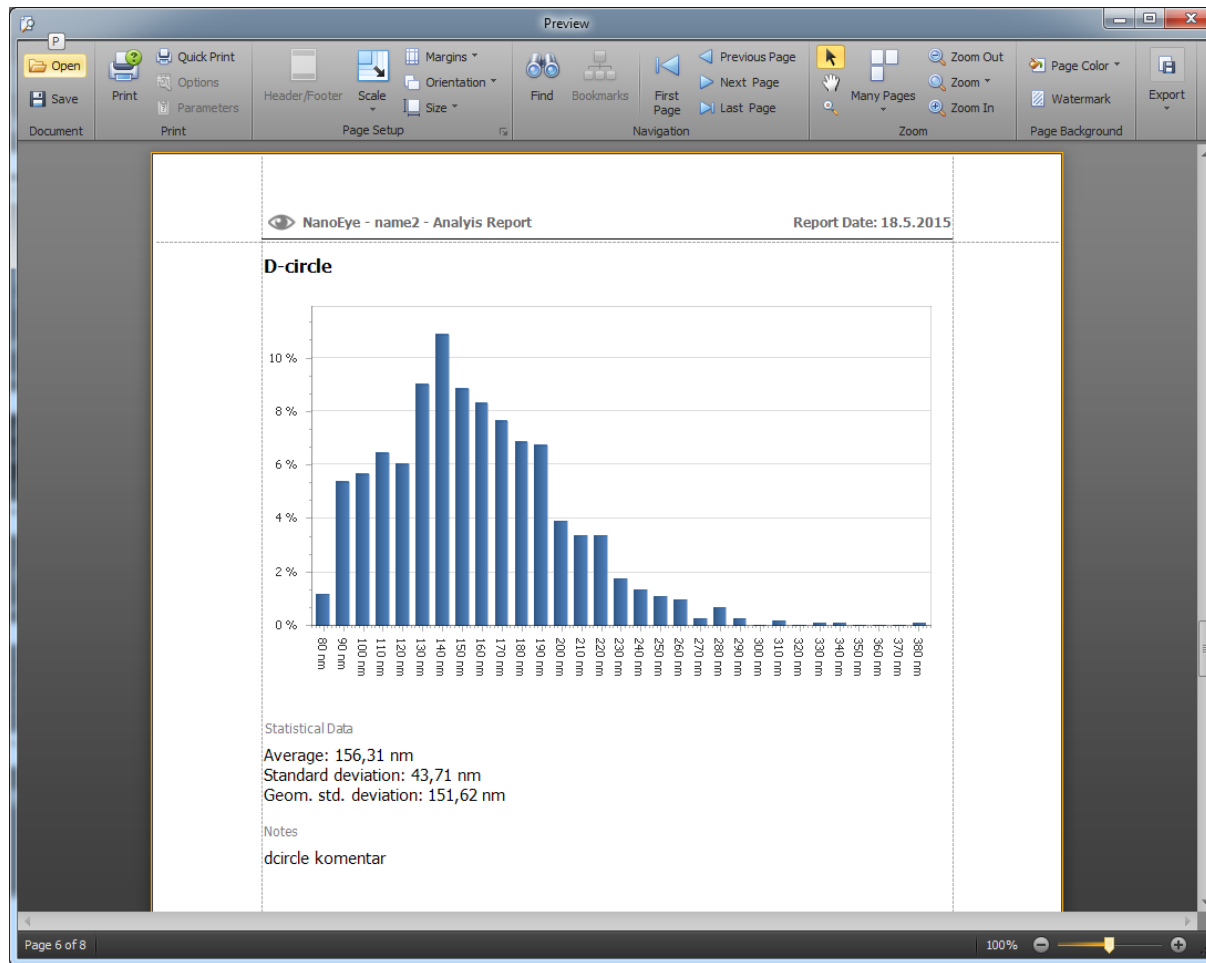 Preview
P
Open
Save
Document
Print
Quick Print
Options
Parameters
Print
Header/Footer
Scale
Margins
Orientation
Size
Page Setup
Find
Bookmarks
First
Page
Previous Page
Next Page
Last Page
Navigation
Many Pages
Zoom Out
Zoom
Zoom In
Zoom
Page Color
Watermark
Page Background
Export
NanoEye - name2 - Analyis Report
Report Date: 18.5.2015
D-circle
10 %
8 %
6 %
4 %
2 %
0 %
80 nm
90 nm
100 nm
110 nm
120 nm
130 nm
140 nm
150 nm
160 nm
170 nm
180 nm
190 nm
200 nm
210 nm
220 nm
230 nm
240 nm
250 nm
260 nm
270 nm
280 nm
290 nm
300 nm
310 nm
320 nm
330 nm
340 nm
350 nm
360 nm
370 nm
380 nm
Statistical Data
Average: 156,31 nm
Standard deviation: 43,71 nm
Geom. std. deviation: 151,62 nm
Notes
dcircle komentar
Page 6 of 8
100%